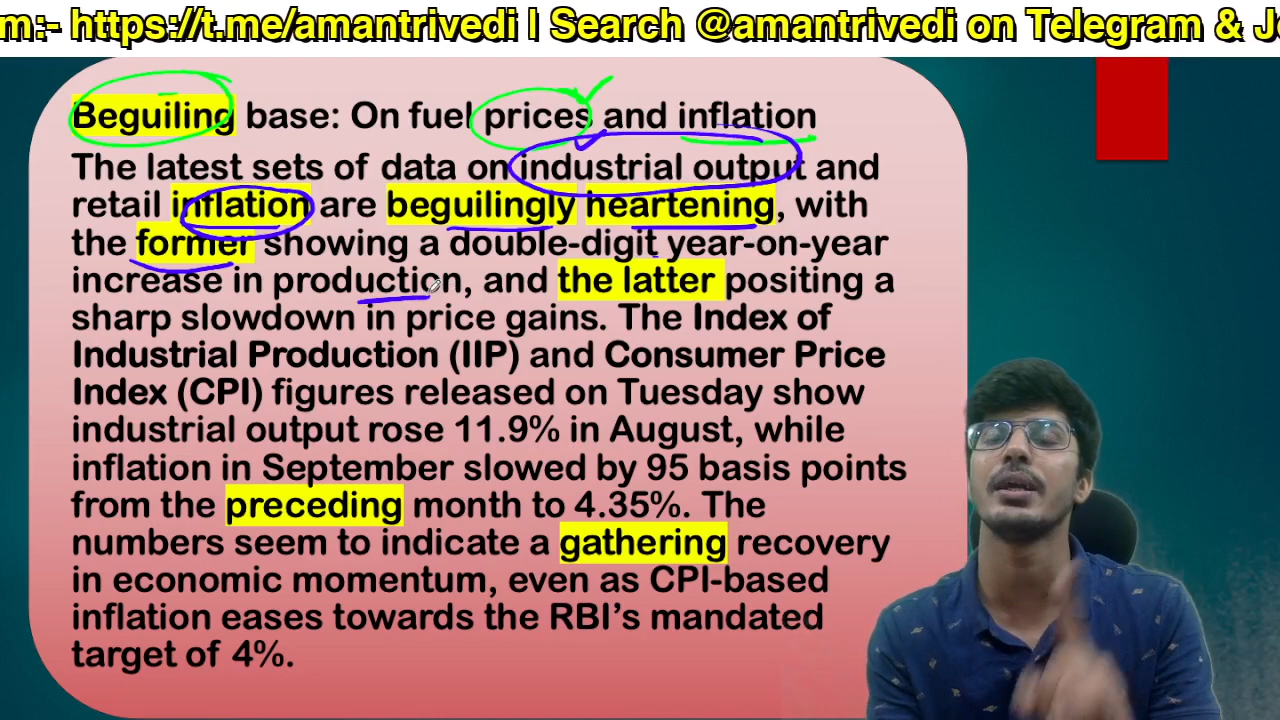 m:- https://t.me/amantrivedi l Search @amantrivedi on Telegram & J
Beguiling base: On fuel prices and inflation
The latest sets of data on industrial output and
retail inflation are beguilingly heartening, with
the former showing a double-digit year-on-year
increase in production, and the latter positing a
sharp slowdown in price gains. The Index of
Industrial Production (IIP) and Consumer Price
Index (CPI) figures released on Tuesday show
industrial output rose 11.9% in August, while
inflation in September slowed by 95 basis points
from the preceding month to 4.35%. The
numbers seem to indicate a gathering recovery
in economic momentum, even as CPI-based
inflation eases towards the RBI’s mandated
target of 4%.